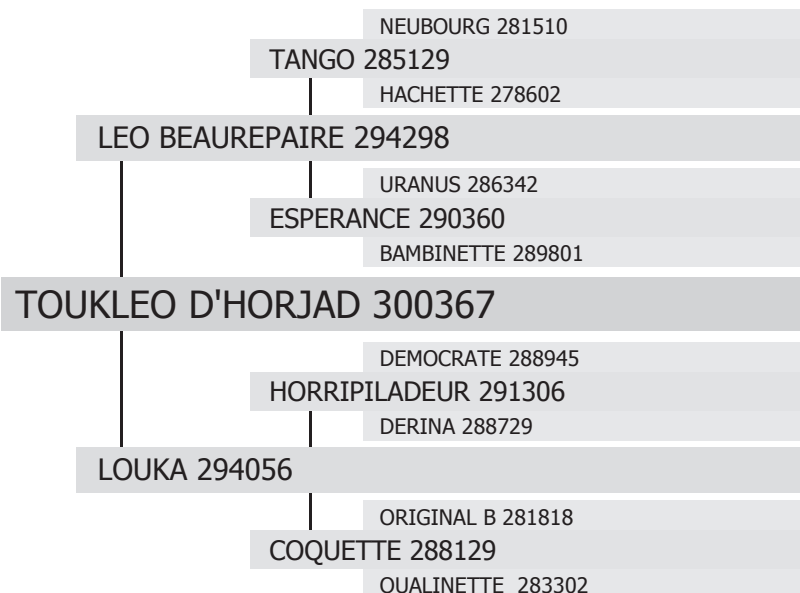 NEUBOURG 281510
TANGO 285129
HACHETTE 278602
LEO BEAUREPAIRE 294298
URANUS 286342
ESPERANCE 290360
BAMBINETTE 289801
TOUKLEO D'HORJAD 300367
DEMOCRATE 288945
HORRIPILADEUR 291306
DERINA 288729
LOUKA 294056
ORIGINAL B 281818
COQUETTE 288129
QUALINETTE 283302